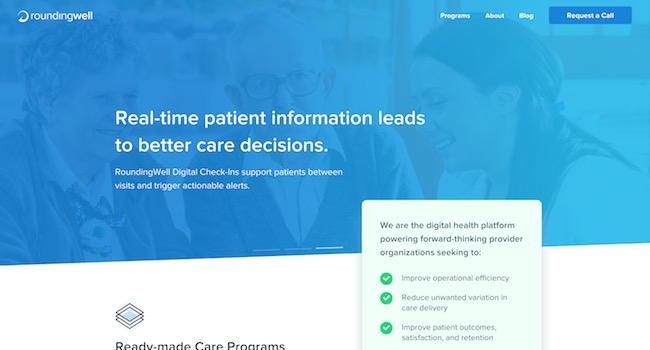 roundingwell
Programs
About
Blog
Request a Call
Real-time patient information leads
to better care decisions.
RoundingWell Digital Check-Ins support patients between
visits and trigger actionable alerts.
We are the digital health platform
powering forward-thinking provider
organizations seeking to:
Improve operational efficiency
Reduce unwanted variation in
care delivery
Improve patient outcomes,
satisfaction, and retention
Ready-made Care Programs